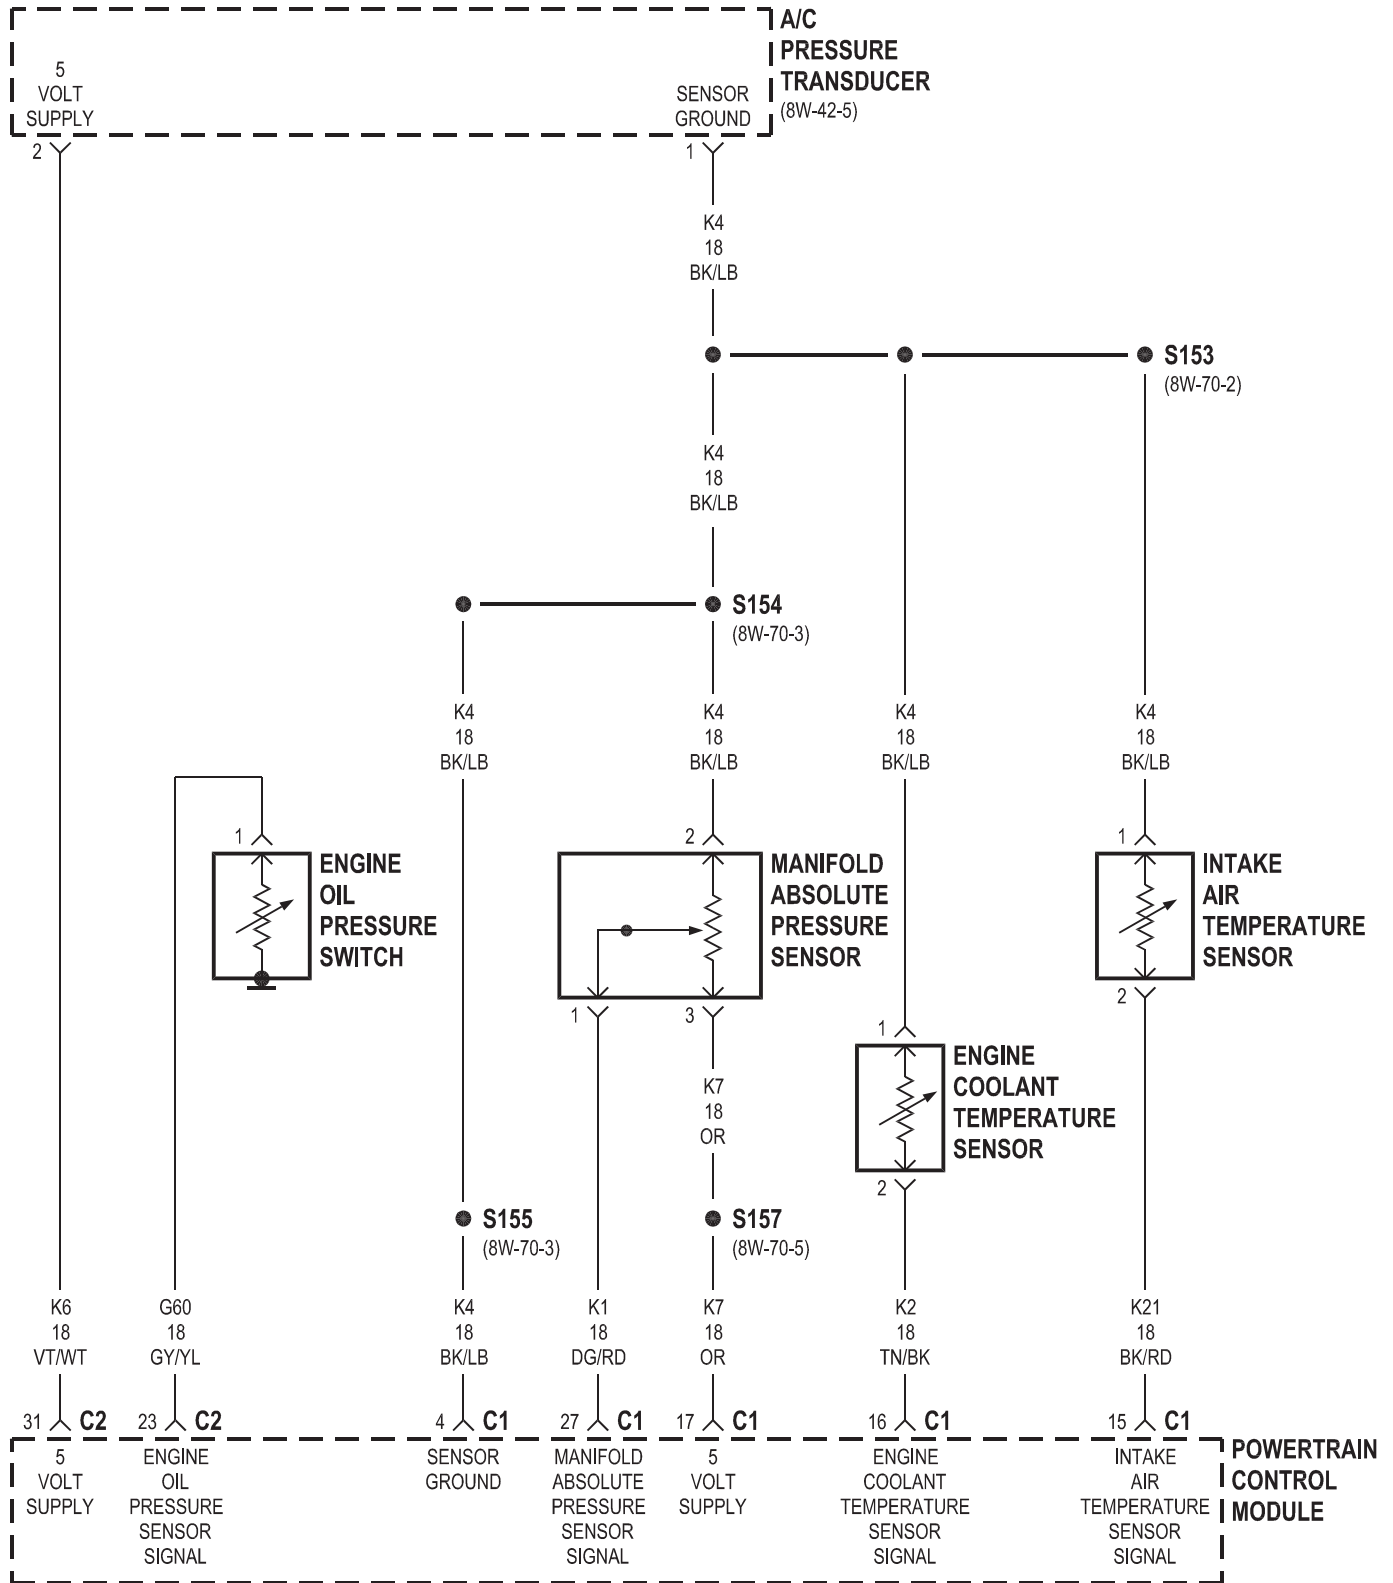 A/C
PRESSURE
TRANSDUCER
(8W-42-5)
5
VOLT
SUPPLY
SENSOR
GROUND
2
1
K4
18
BK/LB
S153
(8W-70-2)
K4
18
BK/LB
S154
(8W-70-3)
K4
18
BK/LB
K4
18
BK/LB
K4
18
BK/LB
K4
18
BK/LB
1
ENGINE
OIL
PRESSURE
SWITCH
2
MANIFOLD
ABSOLUTE
PRESSURE
SENSOR
1
3
1
INTAKE
AIR
TEMPERATURE
SENSOR
2
1
ENGINE
COOLANT
TEMPERATURE
SENSOR
2
K7
18
OR
S155
(8W-70-3)
S157
(8W-70-5)
K6
18
VT/WT
G60
18
GY/YL
K4
18
BK/LB
K1
18
DG/RD
K7
18
OR
K2
18
TN/BK
K21
18
BK/RD
31 C2
23 C2
4 C1
27 C1
17 C1
16 C1
15 C1
5
VOLT
SUPPLY
ENGINE
OIL
PRESSURE
SENSOR
SIGNAL
SENSOR
GROUND
MANIFOLD
ABSOLUTE
PRESSURE
SENSOR
SIGNAL
5
VOLT
SUPPLY
ENGINE
COOLANT
TEMPERATURE
SENSOR
SIGNAL
INTAKE
AIR
TEMPERATURE
SENSOR
SIGNAL
POWERTRAIN
CONTROL
MODULE